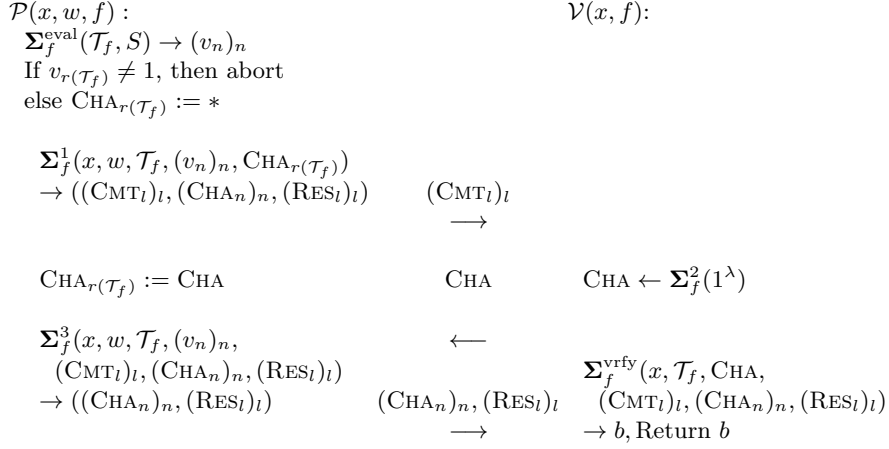 𝒫(x, w, f) :    𝒱(x, f):
Σ_f^eval(𝒯_f, S) → (v_n)_n
If v_{r(𝒯_f)} ≠ 1, then abort
else CHA_{r(𝒯_f)} := ∗
Σ_f^1(x, w, 𝒯_f, (v_n)_n, CHA_{r(𝒯_f)})
→ ((CMT_l)_l, (CHA_n)_n, (RES_l)_l)    (CMT_l)_l
⟶
CHA_{r(𝒯_f)} := CHA    CHA    CHA ← Σ_f^2(1^λ)
Σ_f^3(x, w, 𝒯_f, (v_n)_n,    ⟵
(CMT_l)_l, (CHA_n)_n, (RES_l)_l)    Σ_f^vrfy(x, 𝒯_f, CHA,
→ ((CHA_n)_n, (RES_l)_l)    (CHA_n)_n, (RES_l)_l    (CMT_l)_l, (CHA_n)_n, (RES_l)_l)
⟶    → b, Return b